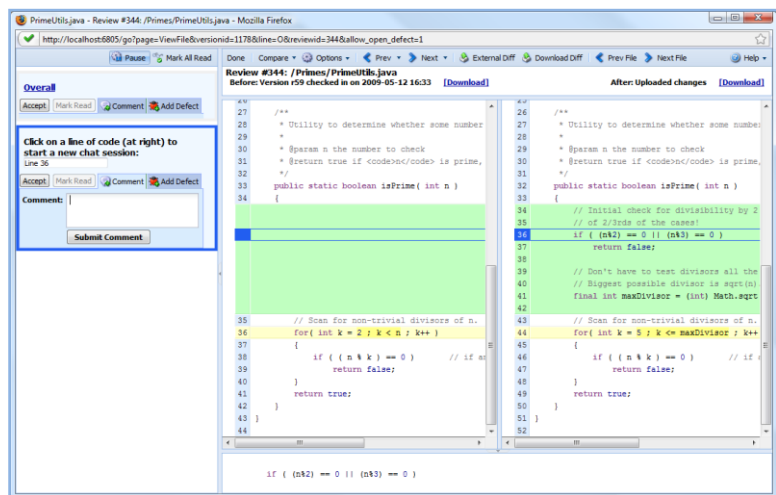 PrimeUtils.java - Review #344: /Primes/PrimeUtils.java - Mozilla Firefox
http://localhost:6805/go?page=ViewFile&versionid=1178&line=O&reviewid=344&allow_open_defect=1
Pause Mark All Read
Done Compare Options Prev Next External Diff Download Diff Prev File Next File Help
Review #344: /Primes/PrimeUtils.java
Before: Version r59 checked in on 2009-05-12 16:33 [Download]
After: Uploaded changes [Download]
Overall
Accept Mark Read Comment Add Defect
Click on a line of code (at right) to
start a new chat session:
Line 36
Accept Mark Read Comment Add Defect
Comment:
Submit Comment
26
27 /**
28 * Utility to determine whether some number
29 *
30 * @param n the number to check
31 * @return true if <code>n</code> is prime,
32 */
33 public static boolean isPrime( int n )
34 {
35 // Scan for non-trivial divisors of n.
36 for( int k = 2 ; k < n ; k++ )
37 {
38 if ( ( n % k ) == 0 ) // if
39 return false;
40 }
41 return true;
42 }
43 }
44
25
26 /**
27 * Utility to determine whether some number
28 *
29 * @param n the number to check
30 * @return true if <code>n</code> is prime,
31 */
32 public static boolean isPrime( int n )
33 {
34 // Initial check for divisibility by 2
35 // of 2/3rds of the cases!
36 if ( (n%2) == 0 || (n%3) == 0 )
37 return false;
38
39 // Don't have to test divisors all the
40 // Biggest possible divisor is sqrt(n).
41 final int maxDivisor = (int) Math.sqrt
42
43 // Scan for non-trivial divisors of n.
44 for( int k = 5 ; k <= maxDivisor ; k++
45 {
46 if ( ( n % k ) == 0 ) // if
47 return false;
48 }
49 return true;
50 }
51 }
52
if ( (n%2) == 0 || (n%3) == 0 )